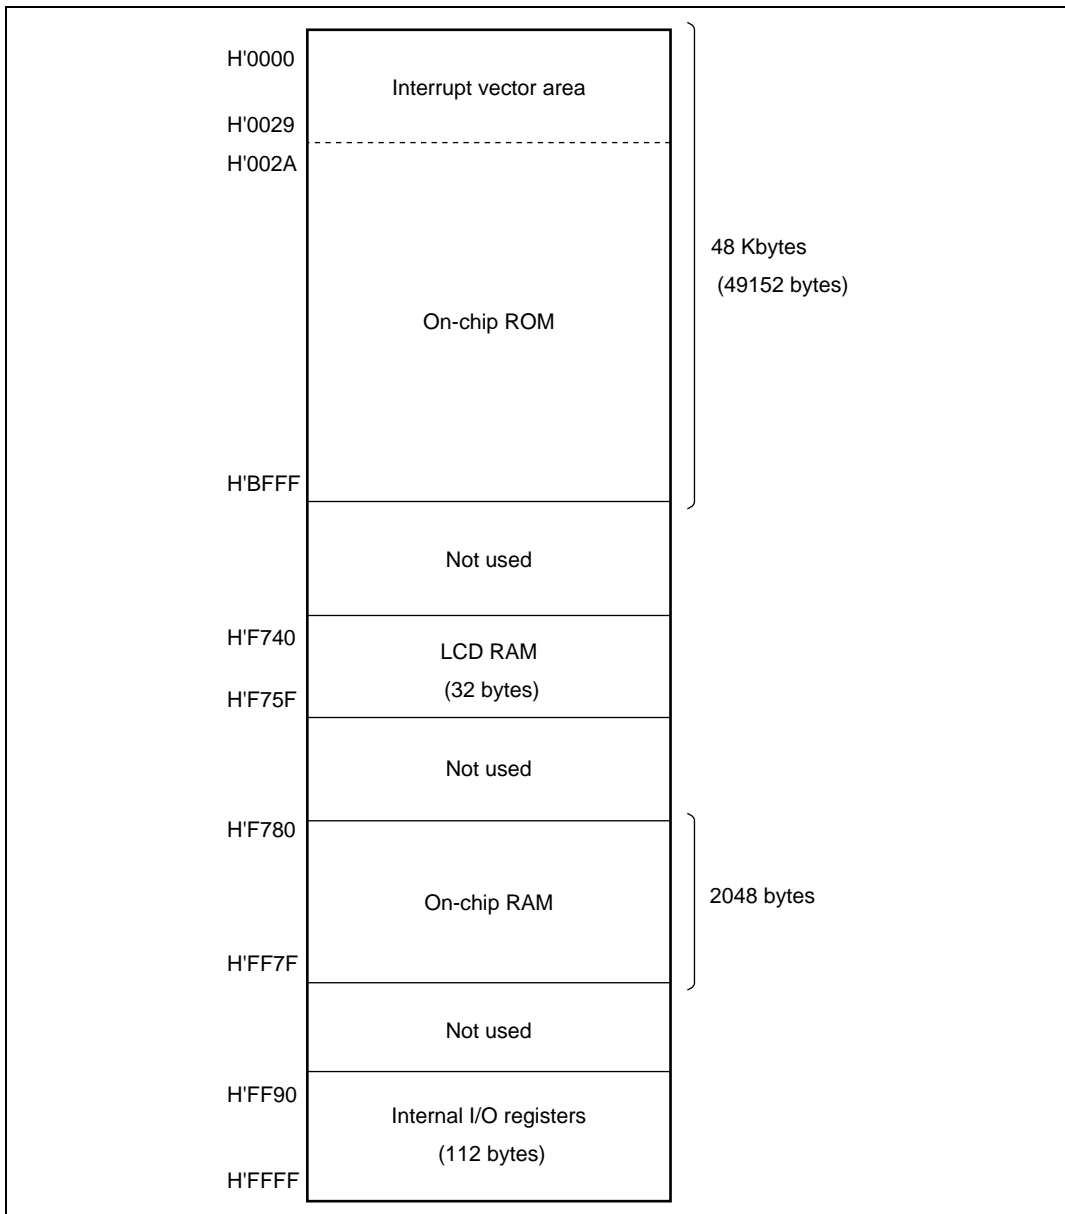 H'0000
Interrupt vector area
H'0029
H'002A
48 Kbytes
(49152 bytes)
On-chip ROM
H'BFFF
Not used
H'F740
LCD RAM
(32 bytes)
H'F75F
Not used
H'F780
On-chip RAM
2048 bytes
H'FF7F
Not used
H'FF90
Internal I/O registers
(112 bytes)
H'FFFF